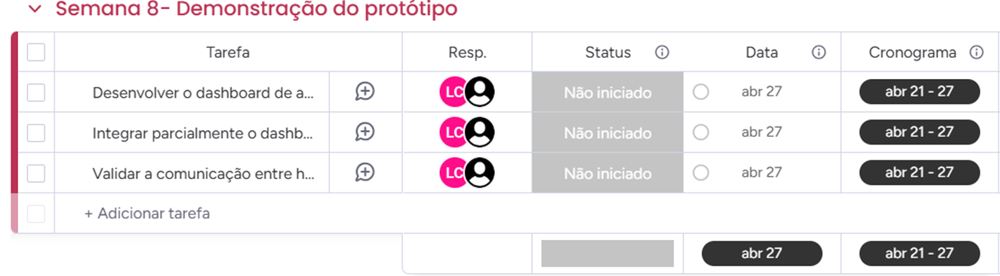 Semana 8- Demonstração do protótipo
Tarefa Resp. Status Data Cronograma
Desenvolver o dashboard de a... LC Não iniciado abr 27 abr 21 - 27
Integrar parcialmente o dashb... LC Não iniciado abr 27 abr 21 - 27
Validar a comunicação entre h... LC Não iniciado abr 27 abr 21 - 27
+ Adicionar tarefa
abr 27 abr 21 - 27